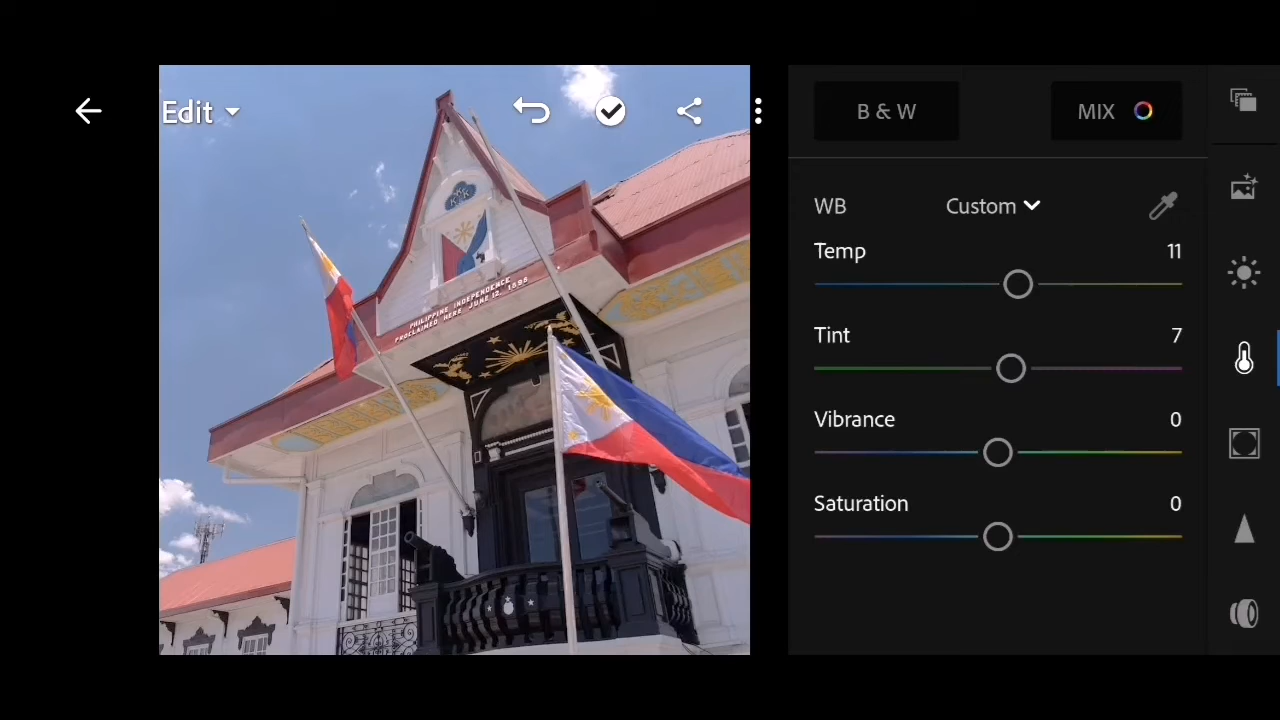 Edit
B & W
MIX
WB
Custom
Temp
11
Tint
7
Vibrance
0
Saturation
0
K
K K
PHILIPPINE INDEPENDENCE
PROCLAIMED HERE JUNE 12, 1898